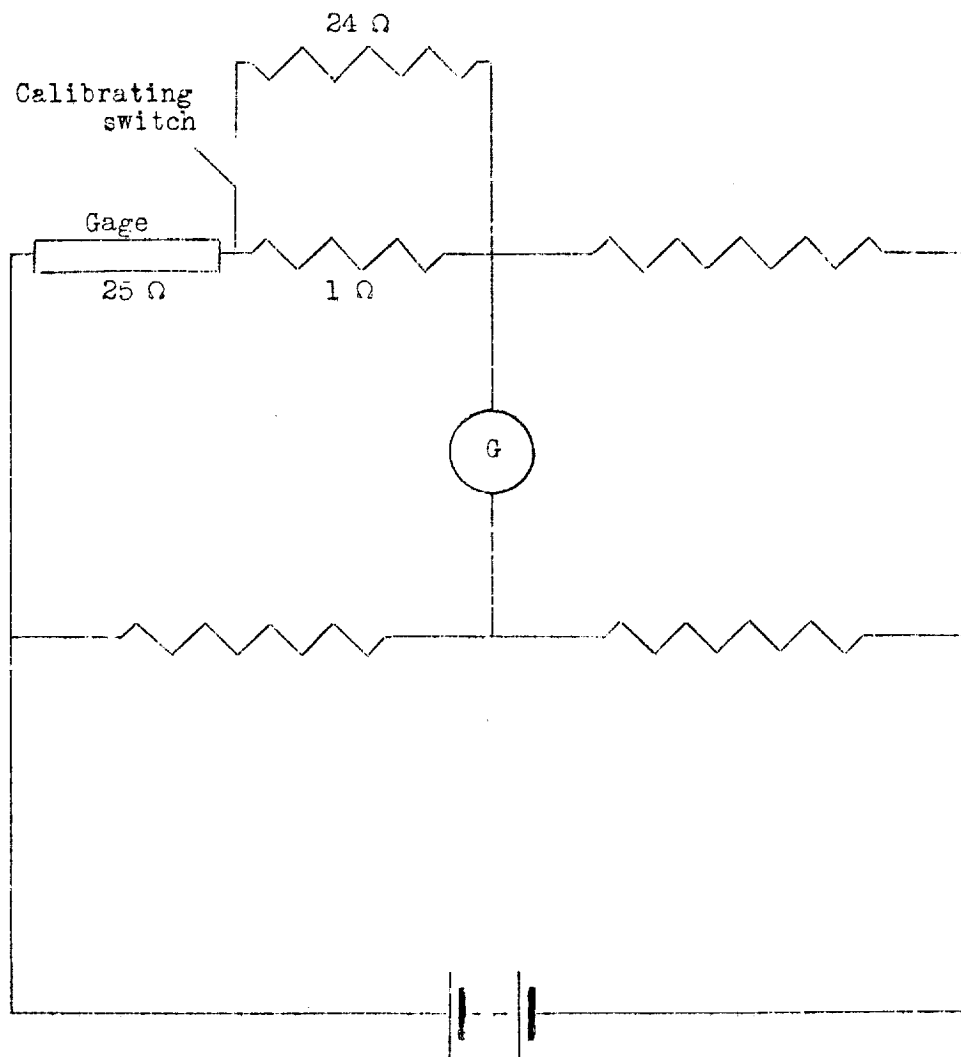 24 Ω
Calibrating
switch
Gage
25 Ω
1 Ω
G